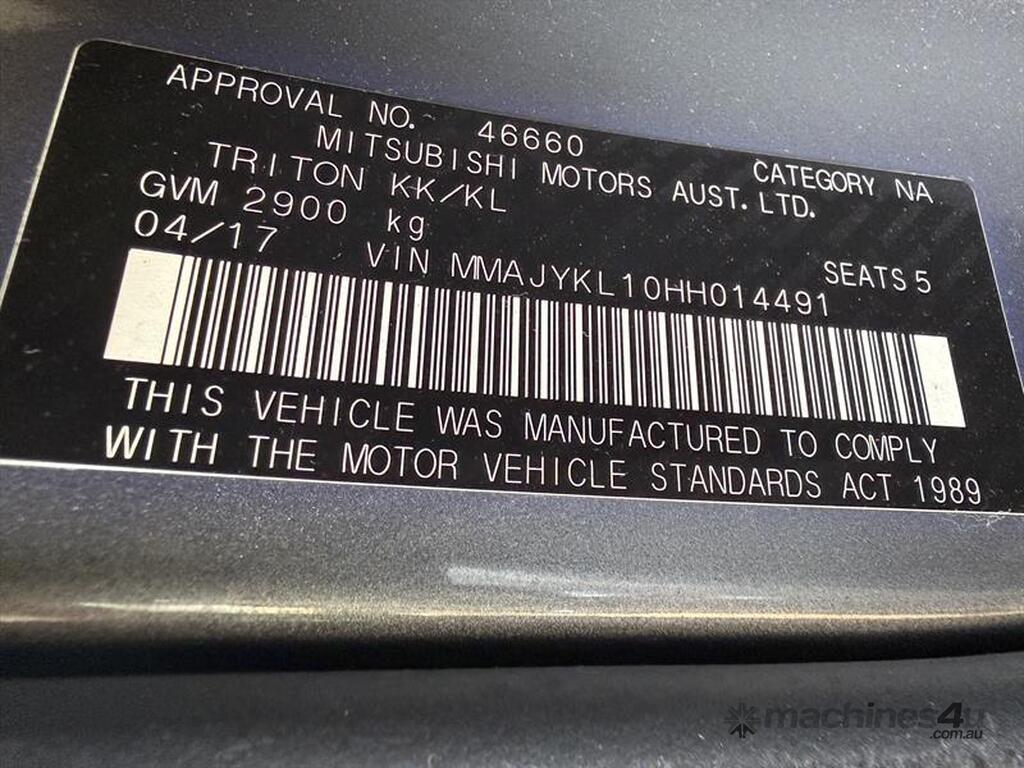 APPROVAL NO. 46660 CATEGORY NA
MITSUBISHI MOTORS AUST. LTD.
TRITON KK/KL
GVM 2900 kg SEATS 5
04/17 VIN MMAJYKL10HH014491
THIS VEHICLE WAS MANUFACTURED TO COMPLY
WITH THE MOTOR VEHICLE STANDARDS ACT 1989
machines4u
.com.au